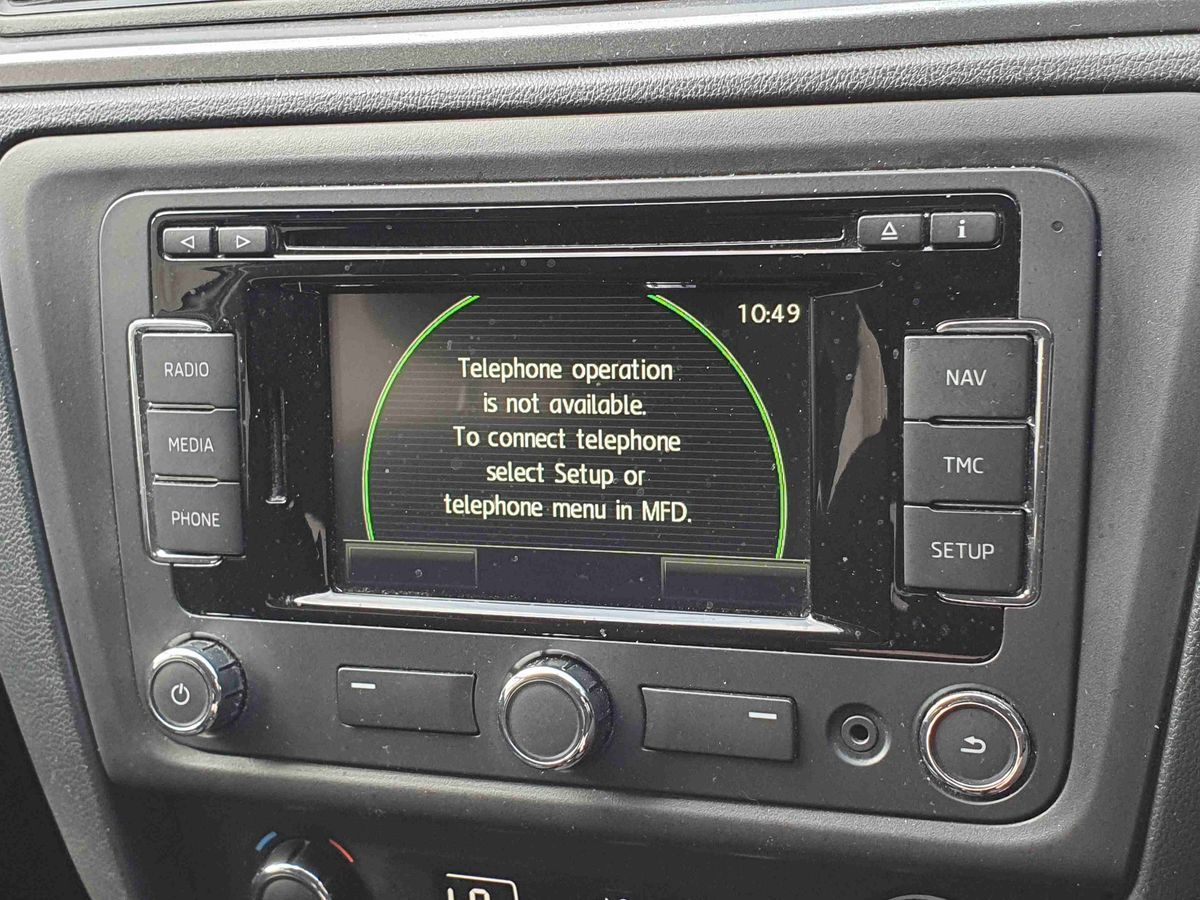 i
10:49
RADIO
Telephone operation
is not available.
NAV
MEDIA
To connect telephone
select Setup or
TMC
PHONE
telephone menu in MFD.
SETUP